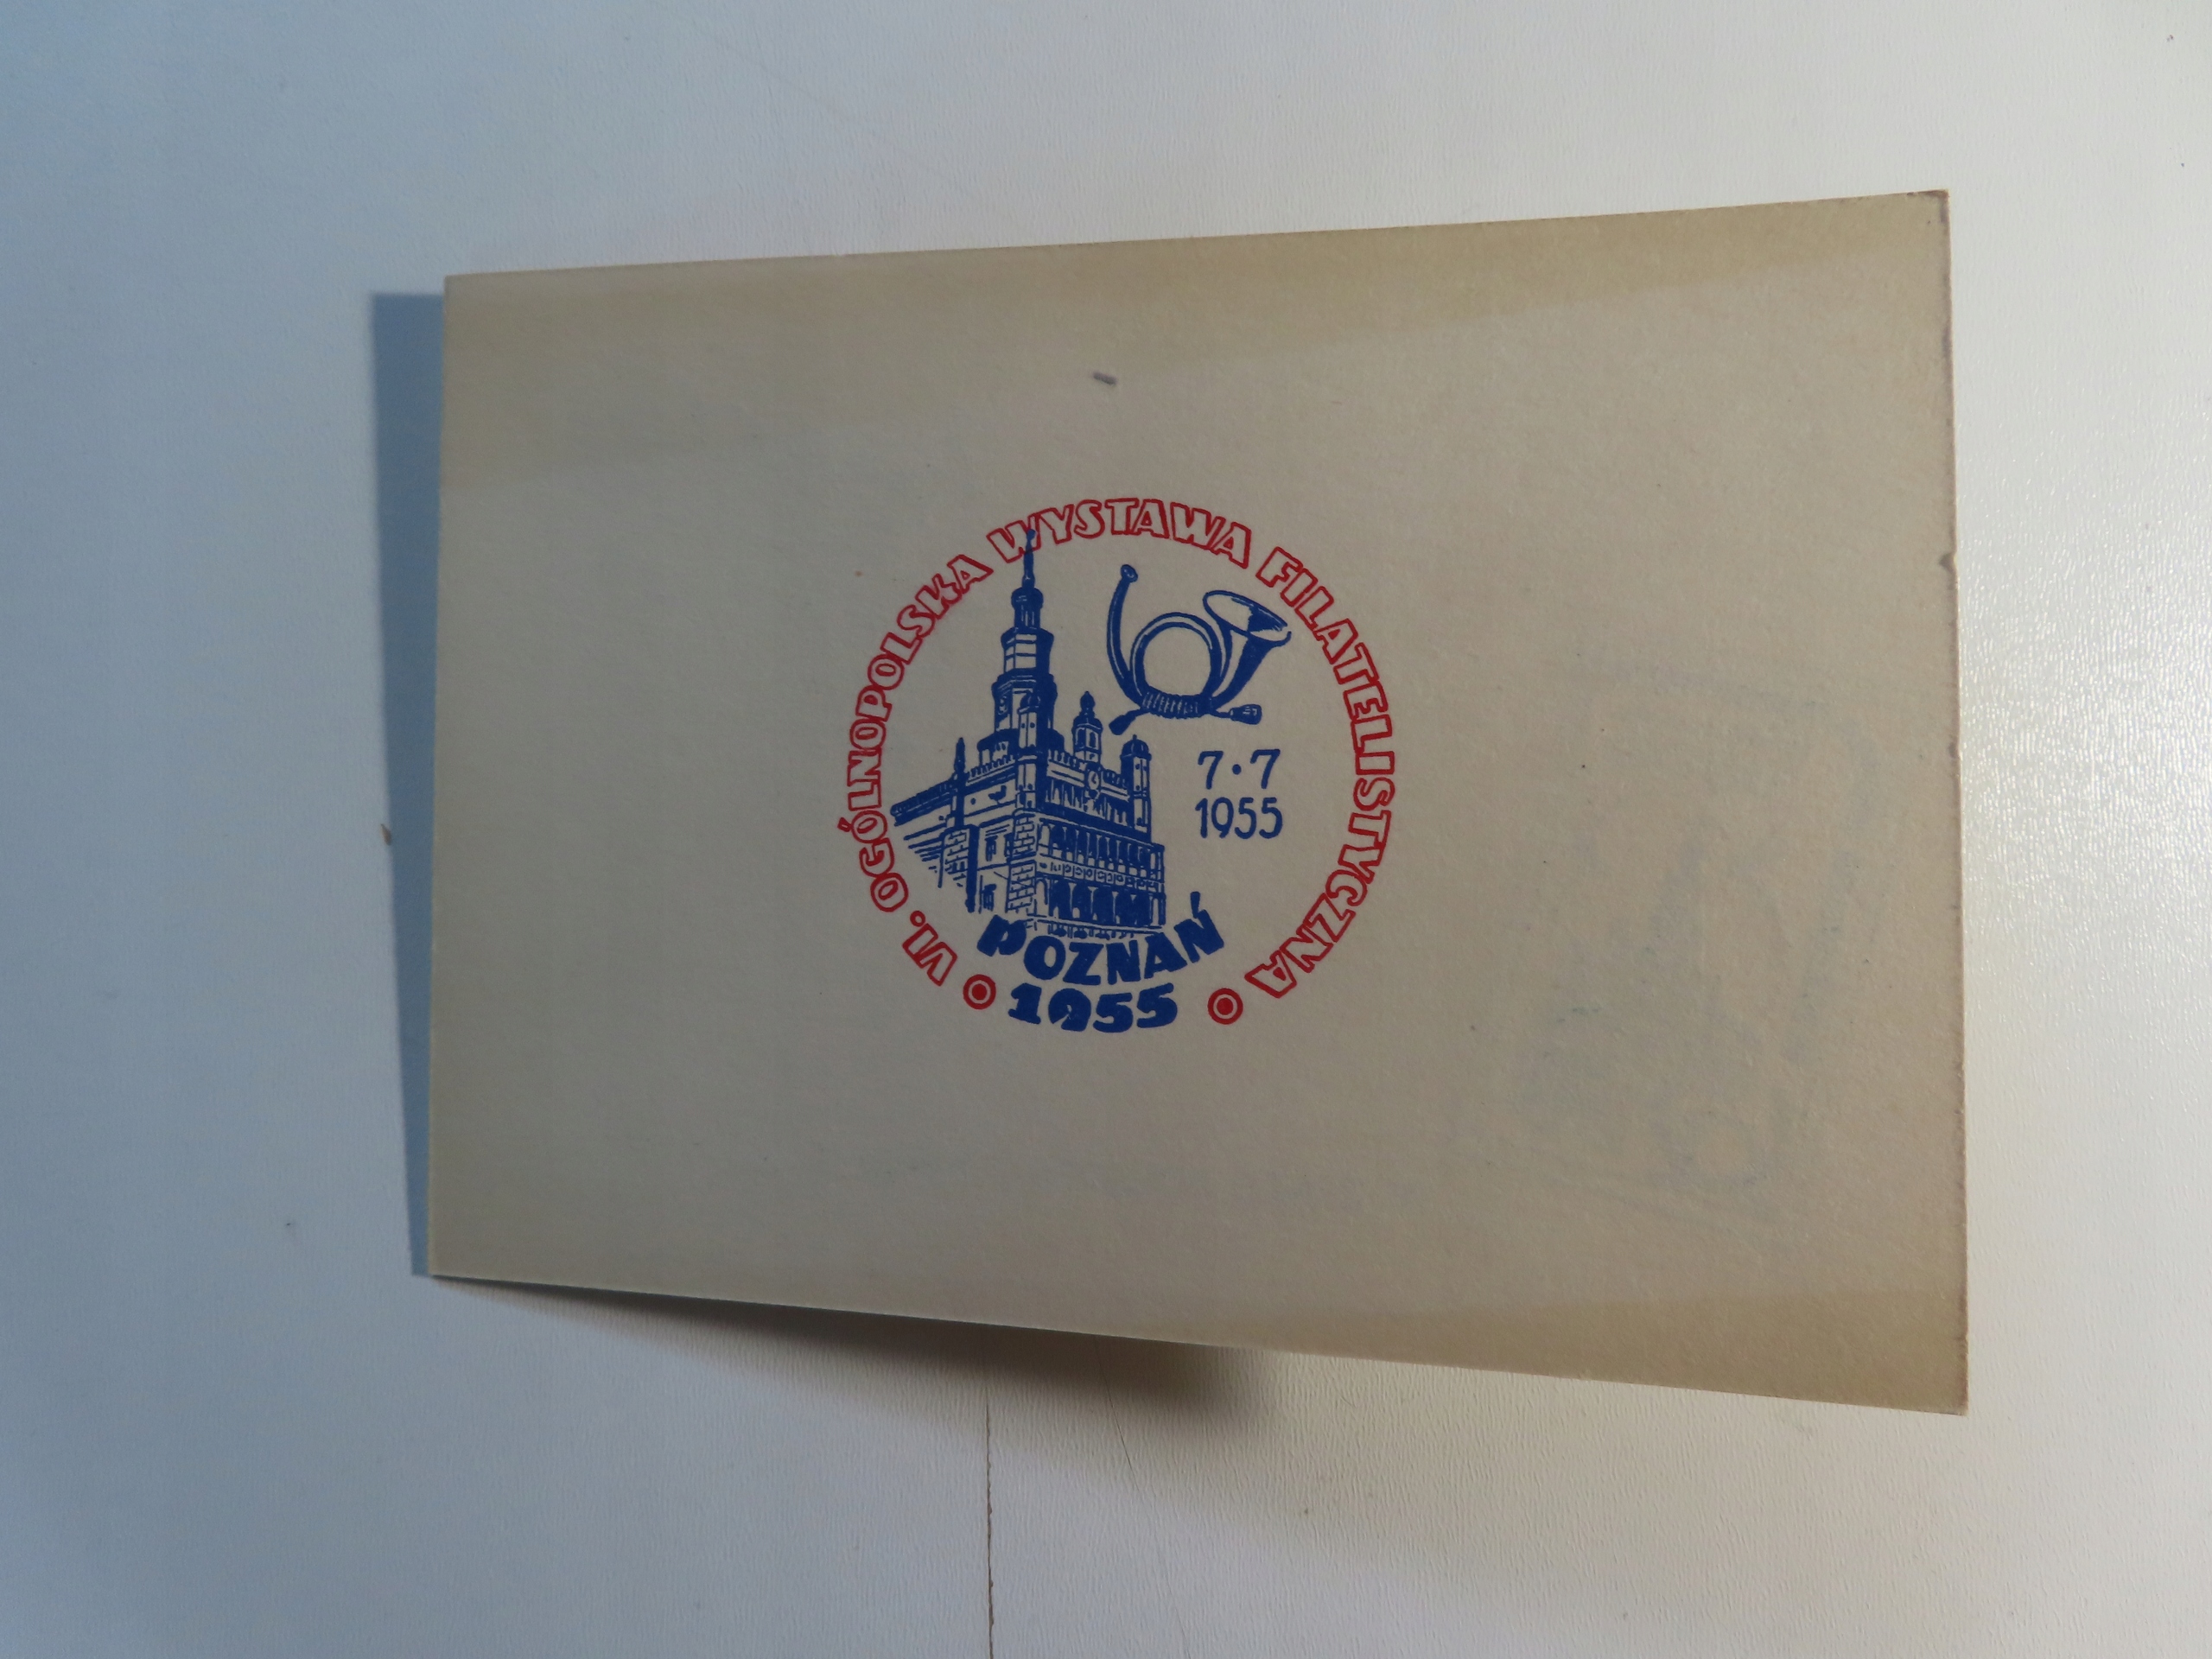 VI. OGÓLNOPOLSKA WYSTAWA FILATELISTYCZNA
7·7
1955
POZNAŃ
1955